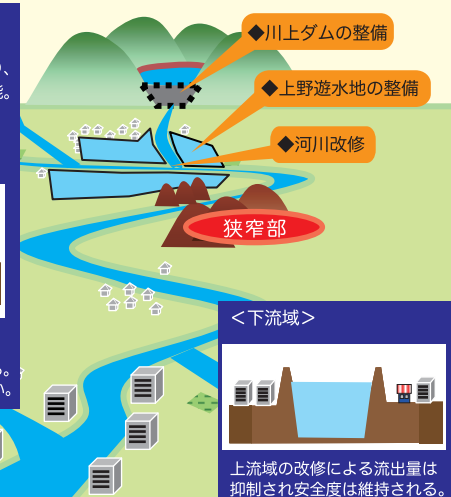 ◆川上ダムの整備
◆上野遊水地の整備
◆河川改修
狭窄部
＜下流域＞
上流域の改修による流出量は
抑制され安全度は維持される。